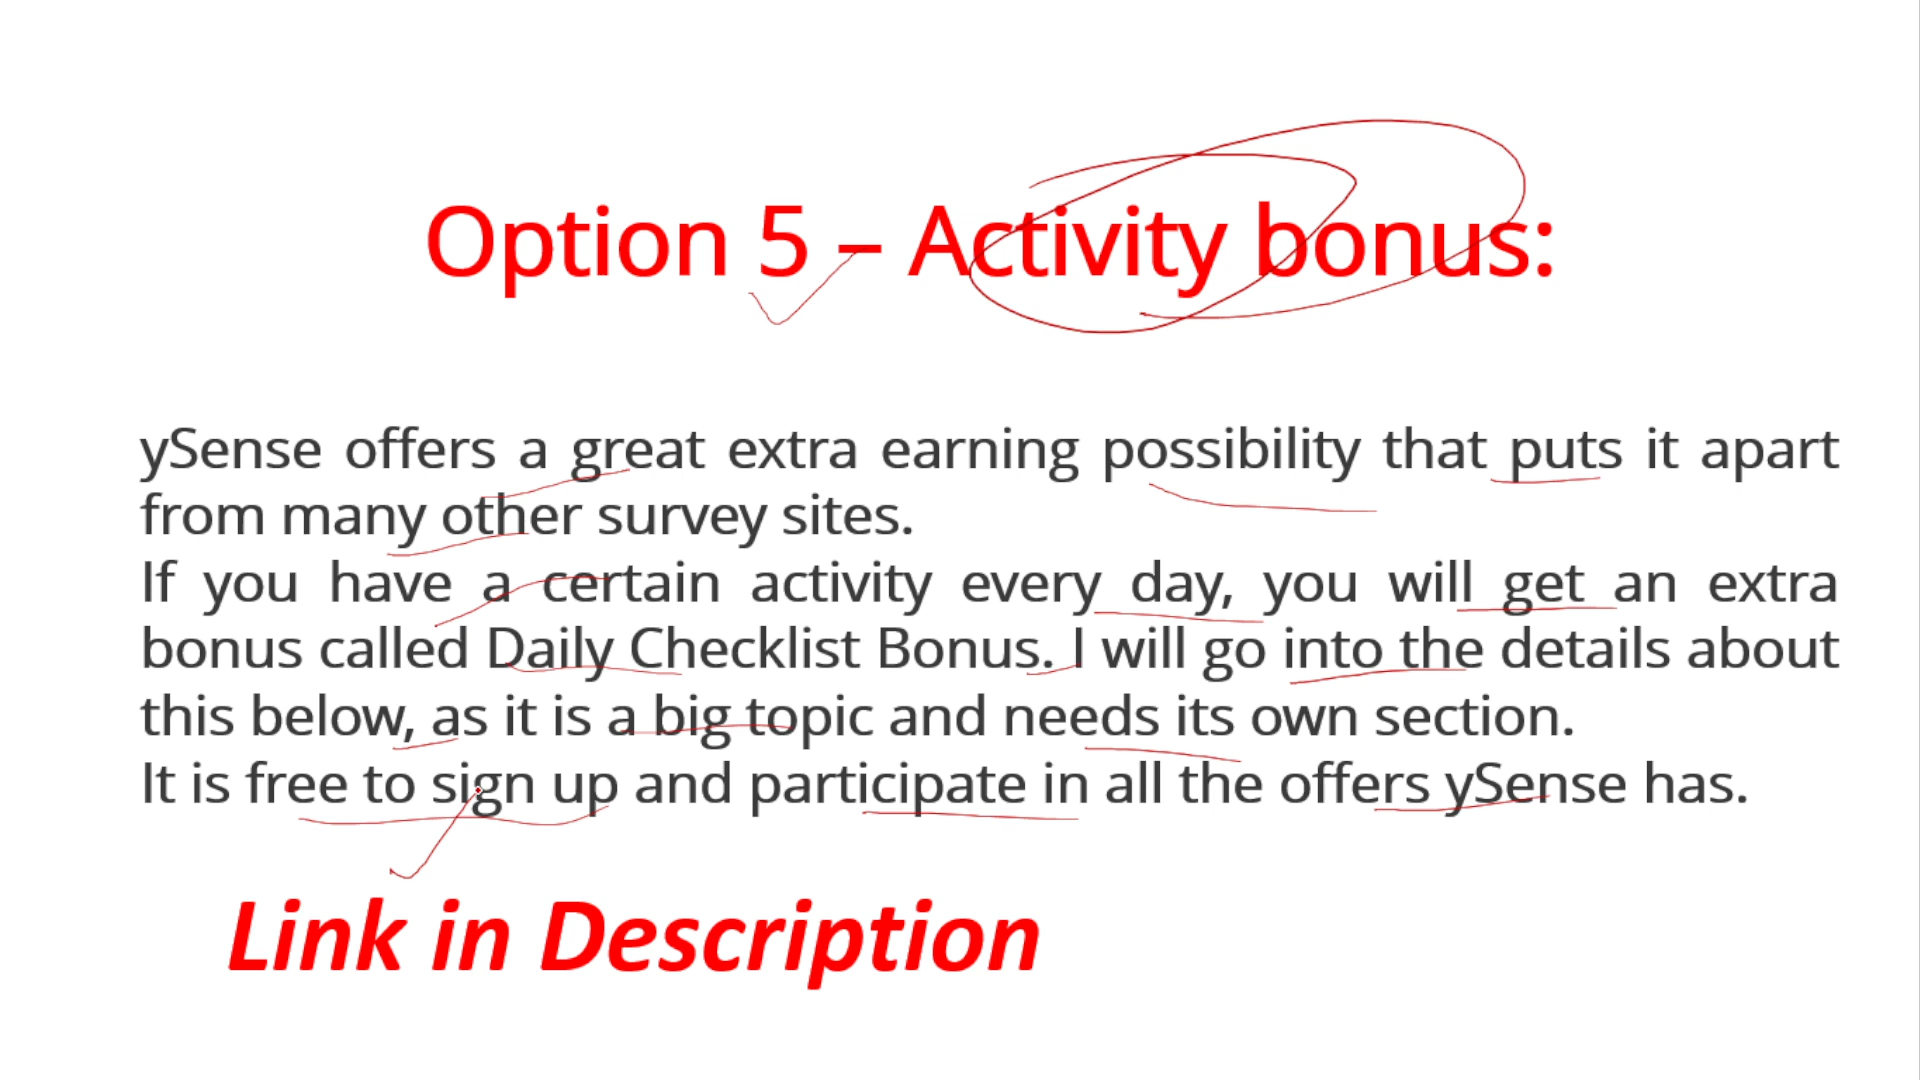 Option 5 – Activity bonus:
ySense offers a great extra earning possibility that puts it apart
from many other survey sites.
If you have a certain activity every day, you will get an extra
bonus called Daily Checklist Bonus. I will go into the details about
this below, as it is a big topic and needs its own section.
It is free to sign up and participate in all the offers ySense has.
Link in Description